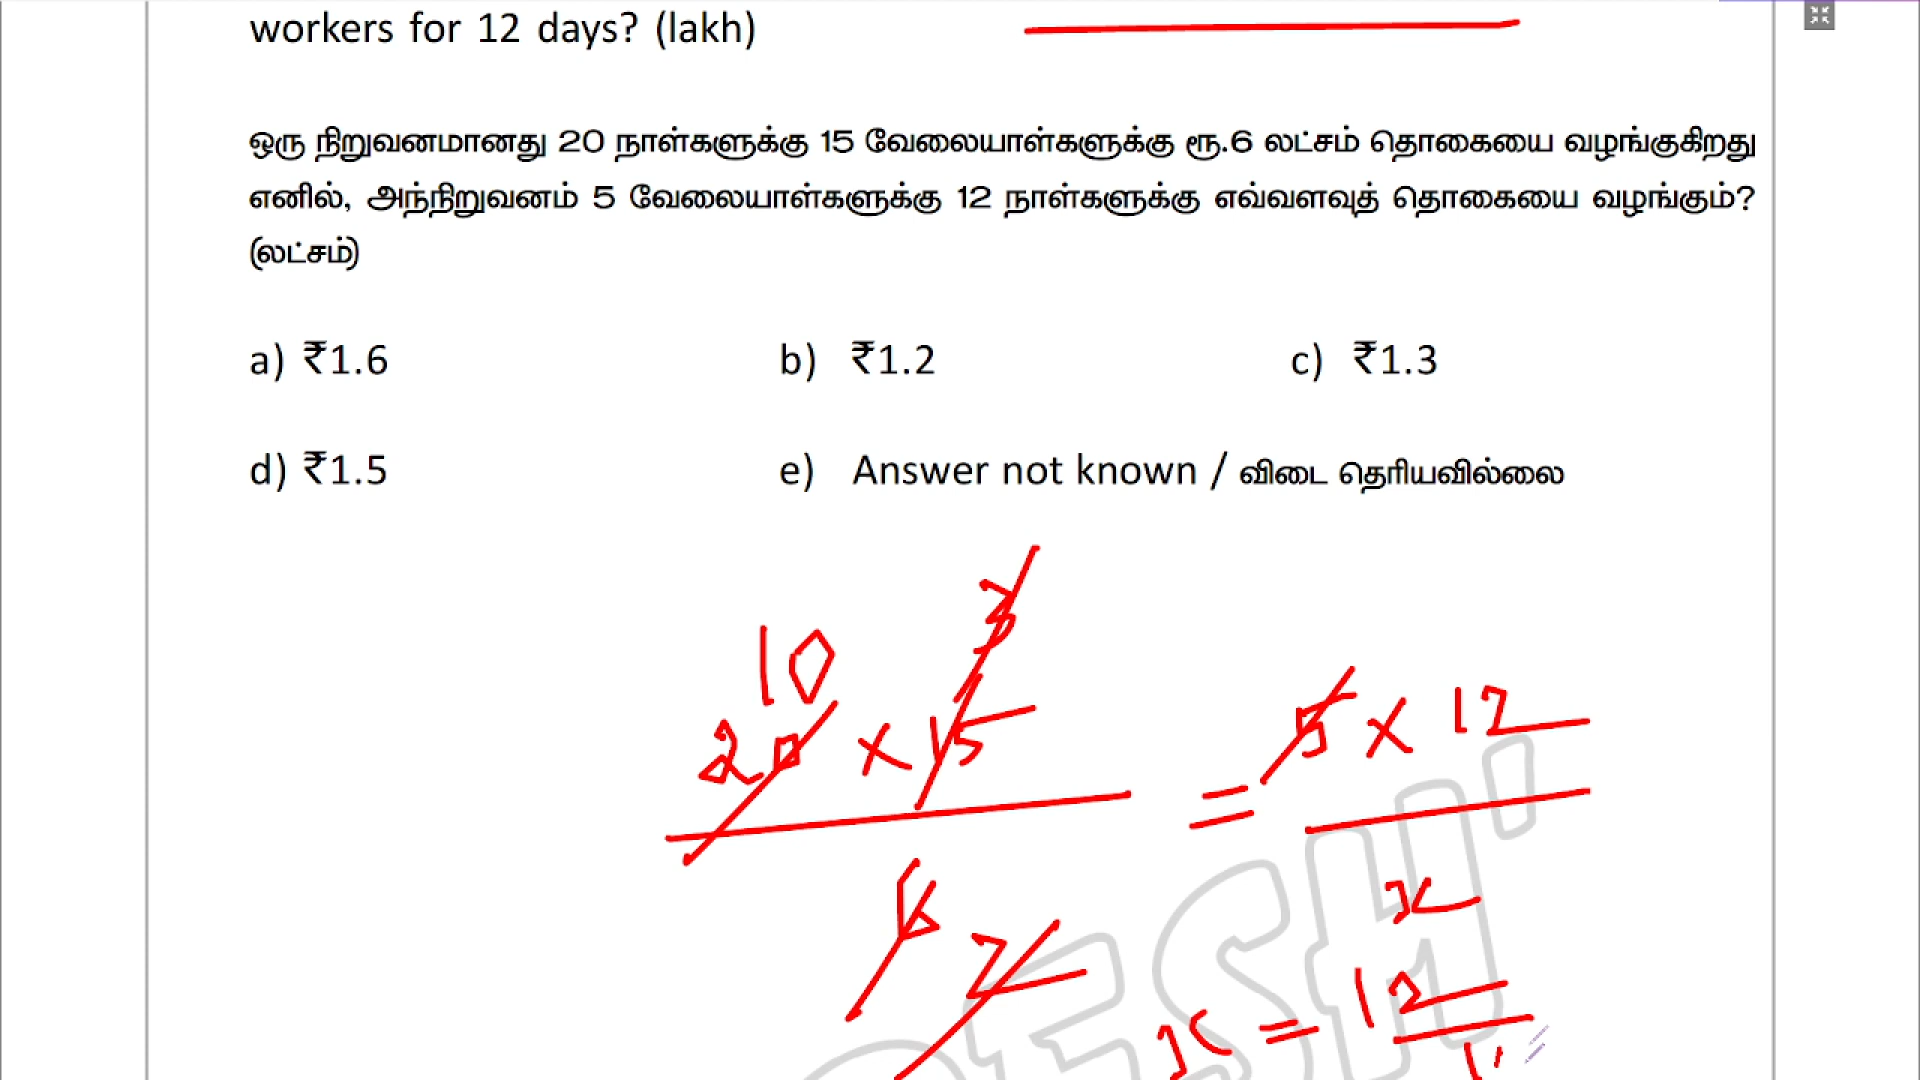 workers for 12 days? (lakh)
ஒரு நிறுவனமானது 20 நாள்களுக்கு 15 வேலையாள்களுக்கு ரூ.6 லட்சம் தொகையை வழங்குகிறது
எனில், அந்நிறுவனம் 5 வேலையாள்களுக்கு 12 நாள்களுக்கு எவ்வளவுத் தொகையை வழங்கும்?
(லட்சம்)
a) ₹1.6 b) ₹1.2 c) ₹1.3
d) ₹1.5 e) Answer not known / விடை தெரியவில்லை
10 3
20 × 15 = 5 × 12
6 x
2 x = 12